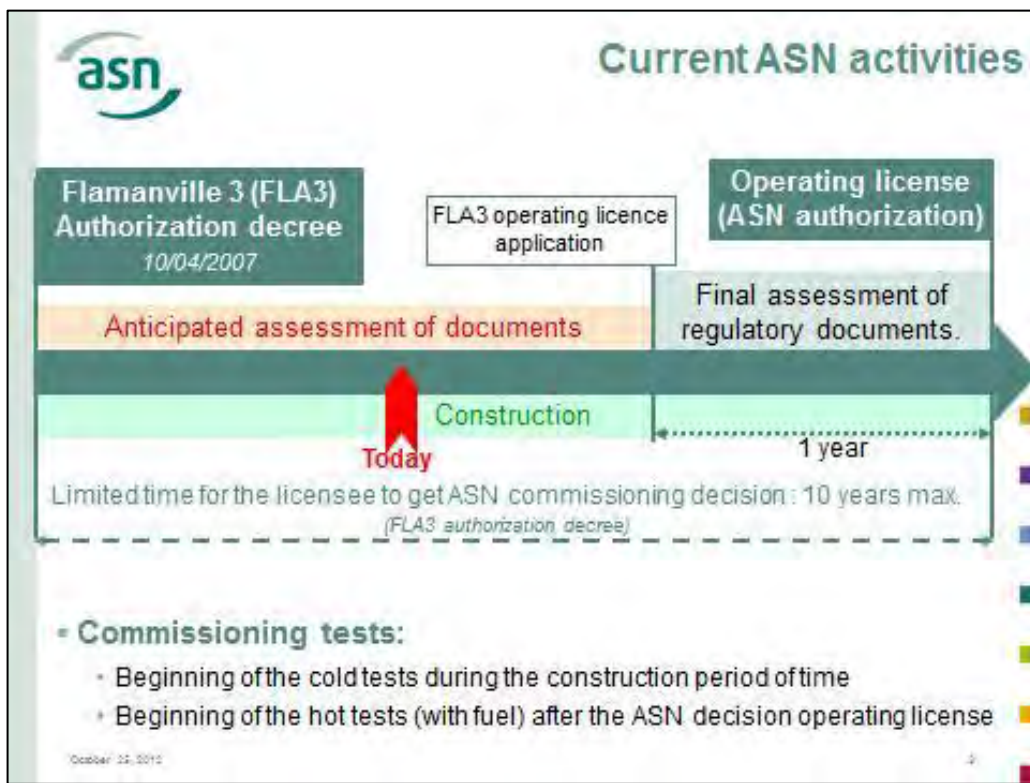 asn
Current ASN activities
Flamanville 3 (FLA3)
Authorization decree
10/04/2007
FLA3 operating licence
application
Operating license
(ASN authorization)
Anticipated assessment of documents
Final assessment of
regulatory documents.
Construction
Today
1 year
Limited time for the licensee to get ASN commissioning decision : 10 years max.
(FLA3 authorization decree)
Commissioning tests:
Beginning of the cold tests during the construction period of time
Beginning of the hot tests (with fuel) after the ASN decision operating license
October